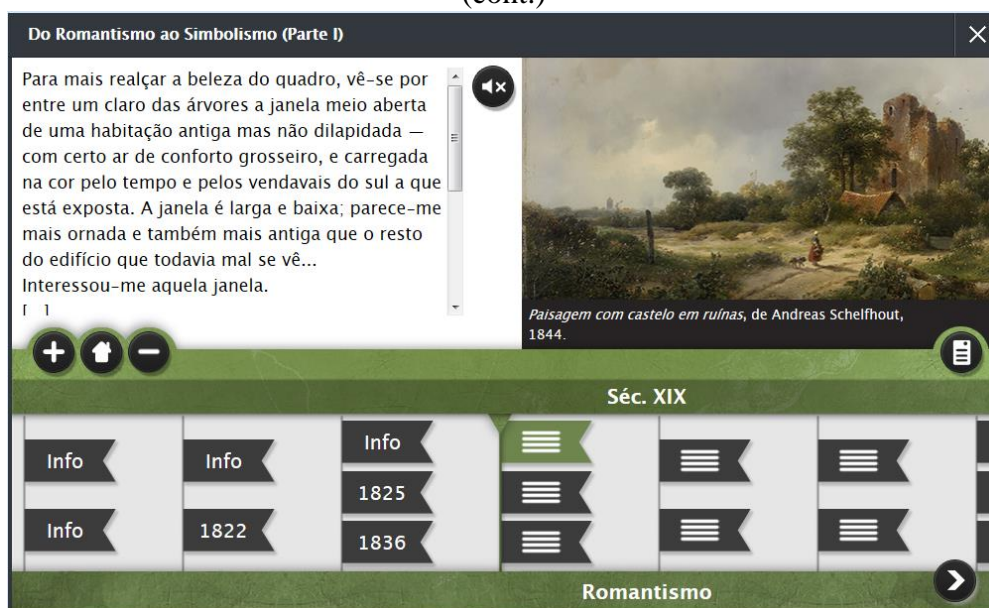 (cont.)
Do Romantismo ao Simbolismo (Parte I)
Para mais realçar a beleza do quadro, vê-se por
entre um claro das árvores a janela meio aberta
de uma habitação antiga mas não dilapidada —
com certo ar de conforto grosseiro, e carregada
na cor pelo tempo e pelos vendavais do sul a que
está exposta. A janela é larga e baixa; parece-me
mais ornada e também mais antiga que o resto
do edifício que todavia mal se vê...
Interessou-me aquela janela.
Paisagem com castelo em ruínas, de Andreas Schelfhout,
1844.
Séc. XIX
Info
Info
Info
1822
Info
1825
1836
Romantismo